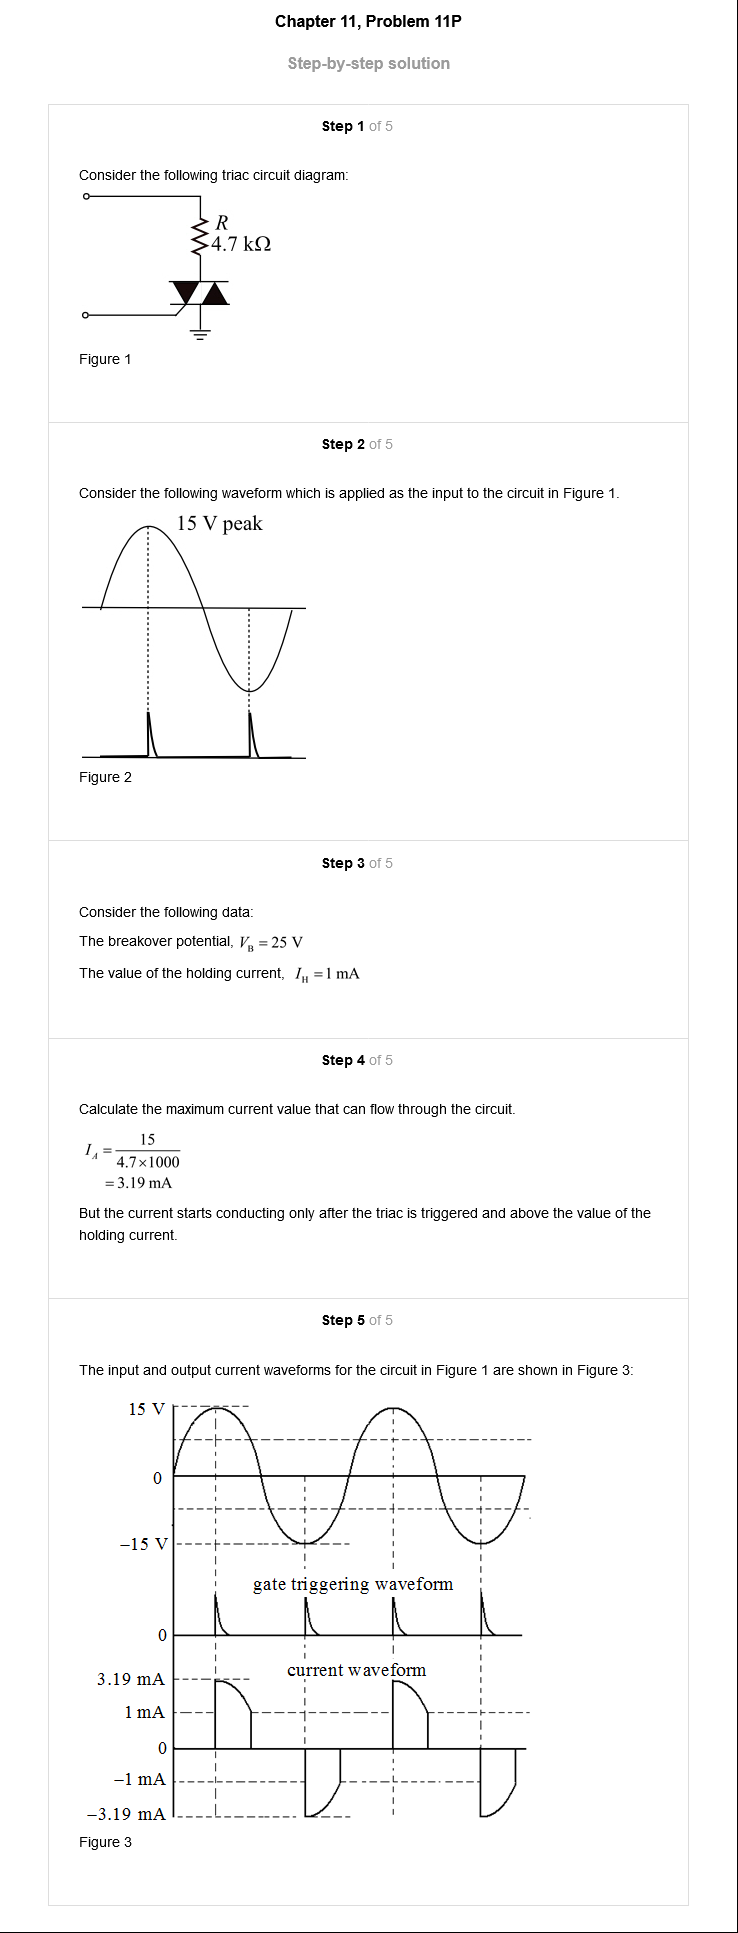 Chapter 11, Problem 11P
Step-by-step solution
Step 1 of 5
Consider the following triac circuit diagram:
R
4.7 kΩ
Figure 1
Step 2 of 5
Consider the following waveform which is applied as the input to the circuit in Figure 1.
15 V peak
Figure 2
Step 3 of 5
Consider the following data:
The breakover potential, V_B = 25 V
The value of the holding current, I_H = 1 mA
Step 4 of 5
Calculate the maximum current value that can flow through the circuit.
I_A = 15 / 4.7×1000
= 3.19 mA
But the current starts conducting only after the triac is triggered and above the value of the
holding current.
Step 5 of 5
The input and output current waveforms for the circuit in Figure 1 are shown in Figure 3:
15 V
0
−15 V
gate triggering waveform
0
current waveform
3.19 mA
1 mA
0
−1 mA
−3.19 mA
Figure 3